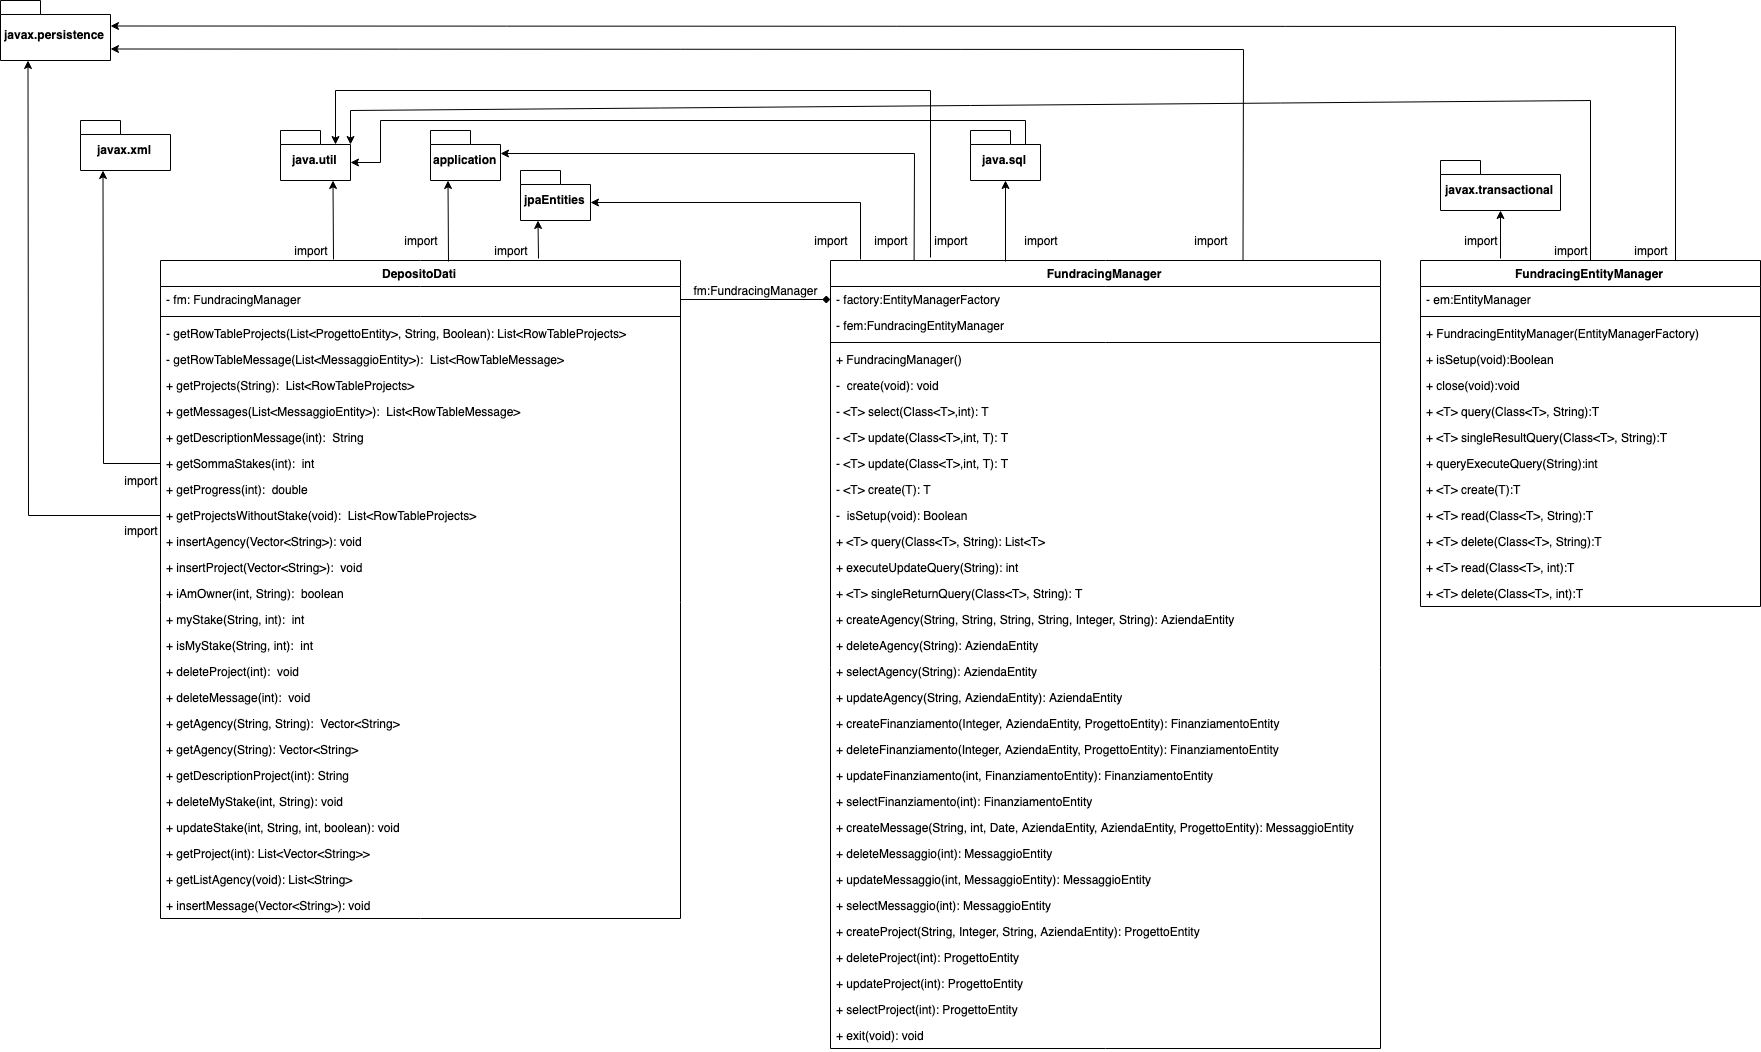 javax.persistence
javax.xml
java.util
application
jpaEntities
java.sql
javax.transactional
import
import
import
import
import
import
import
import
import
import
import
import
import
import
DepositoDati
- fm: FundracingManager
- getRowTableProjects(List<ProgettoEntity>, String, Boolean): List<RowTableProjects>
- getRowTableMessage(List<MessaggioEntity>): List<RowTableMessage>
+ getProjects(String): List<RowTableProjects>
+ getMessages(List<MessaggioEntity>): List<RowTableMessage>
+ getDescriptionMessage(int): String
+ getSommaStakes(int): int
+ getProgress(int): double
+ getProjectsWithoutStake(void): List<RowTableProjects>
+ insertAgency(Vector<String>): void
+ insertProject(Vector<String>): void
+ iAmOwner(int, String): boolean
+ myStake(String, int): int
+ isMyStake(String, int): int
+ deleteProject(int): void
+ deleteMessage(int): void
+ getAgency(String, String): Vector<String>
+ getAgency(String): Vector<String>
+ getDescriptionProject(int): String
+ deleteMyStake(int, String): void
+ updateStake(int, String, int, boolean): void
+ getProject(int): List<Vector<String>>
+ getListAgency(void): List<String>
+ insertMessage(Vector<String>): void
fm:FundracingManager
FundracingManager
- factory:EntityManagerFactory
- fem:FundracingEntityManager
+ FundracingManager()
- create(void): void
- <T> select(Class<T>,int): T
- <T> update(Class<T>,int, T): T
- <T> update(Class<T>,int, T): T
- <T> create(T): T
- isSetup(void): Boolean
+ <T> query(Class<T>, String): List<T>
+ executeUpdateQuery(String): int
+ <T> singleReturnQuery(Class<T>, String): T
+ createAgency(String, String, String, String, Integer, String): AziendaEntity
+ deleteAgency(String): AziendaEntity
+ selectAgency(String): AziendaEntity
+ updateAgency(String, AziendaEntity): AziendaEntity
+ createFinanziamento(Integer, AziendaEntity, ProgettoEntity): FinanziamentoEntity
+ deleteFinanziamento(Integer, AziendaEntity, ProgettoEntity): FinanziamentoEntity
+ updateFinanziamento(int, FinanziamentoEntity): FinanziamentoEntity
+ selectFinanziamento(int): FinanziamentoEntity
+ createMessage(String, int, Date, AziendaEntity, AziendaEntity, ProgettoEntity): MessaggioEntity
+ deleteMessaggio(int): MessaggioEntity
+ updateMessaggio(int, MessaggioEntity): MessaggioEntity
+ selectMessaggio(int): MessaggioEntity
+ createProject(String, Integer, String, AziendaEntity): ProgettoEntity
+ deleteProject(int): ProgettoEntity
+ updateProject(int): ProgettoEntity
+ selectProject(int): ProgettoEntity
+ exit(void): void
FundracingEntityManager
- em:EntityManager
+ FundracingEntityManager(EntityManagerFactory)
+ isSetup(void):Boolean
+ close(void):void
+ <T> query(Class<T>, String):T
+ <T> singleResultQuery(Class<T>, String):T
+ queryExecuteQuery(String):int
+ <T> create(T):T
+ <T> read(Class<T>, String):T
+ <T> delete(Class<T>, String):T
+ <T> read(Class<T>, int):T
+ <T> delete(Class<T>, int):T